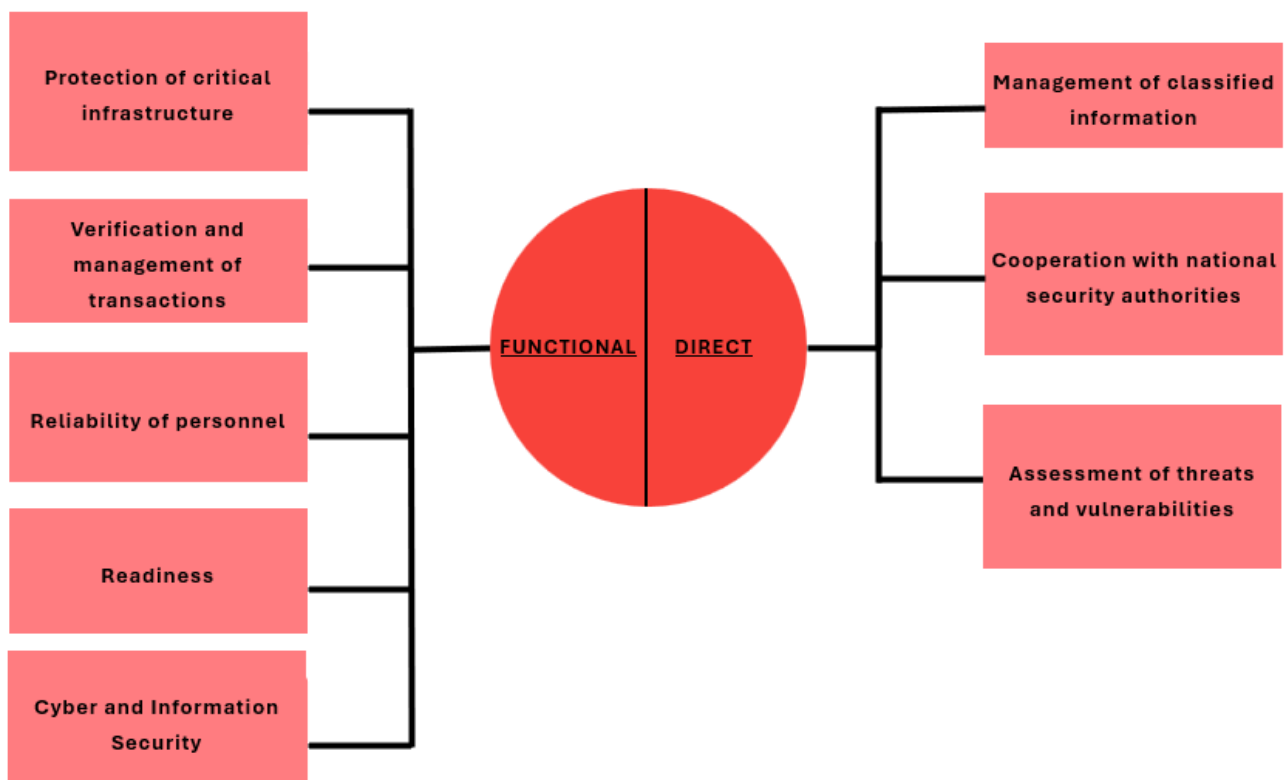 Protection of critical
infrastructure
Verification and
management of
transactions
Reliability of personnel
Readiness
Cyber and Information
Security
FUNCTIONAL
DIRECT
Management of classified
information
Cooperation with national
security authorities
Assessment of threats
and vulnerabilities